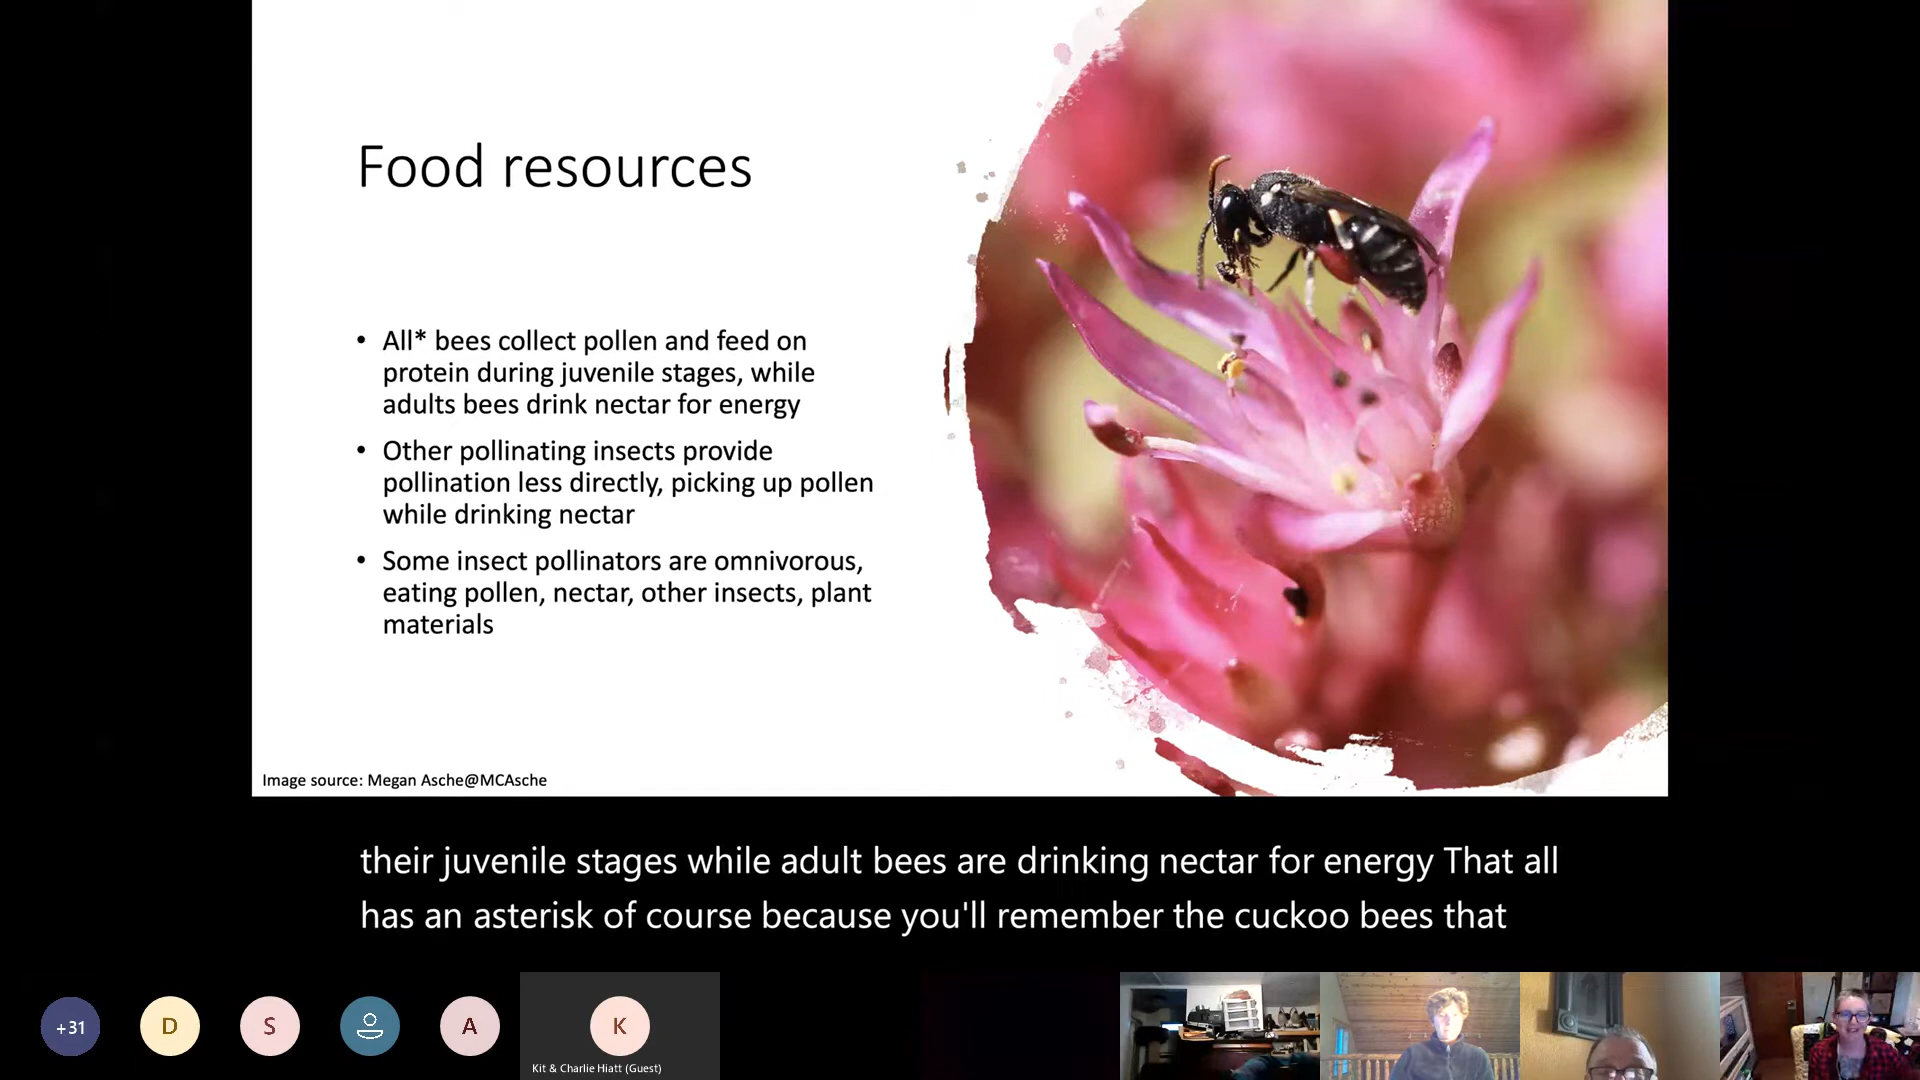 Food resources
• All* bees collect pollen and feed on
protein during juvenile stages, while
adults bees drink nectar for energy
• Other pollinating insects provide
pollination less directly, picking up pollen
while drinking nectar
• Some insect pollinators are omnivorous,
eating pollen, nectar, other insects, plant
materials
Image source: Megan Asche@MCAsche
their juvenile stages while adult bees are drinking nectar for energy That all
has an asterisk of course because you'll remember the cuckoo bees that
+31
D
S
A
K
Kit & Charlie Hiatt (Guest)